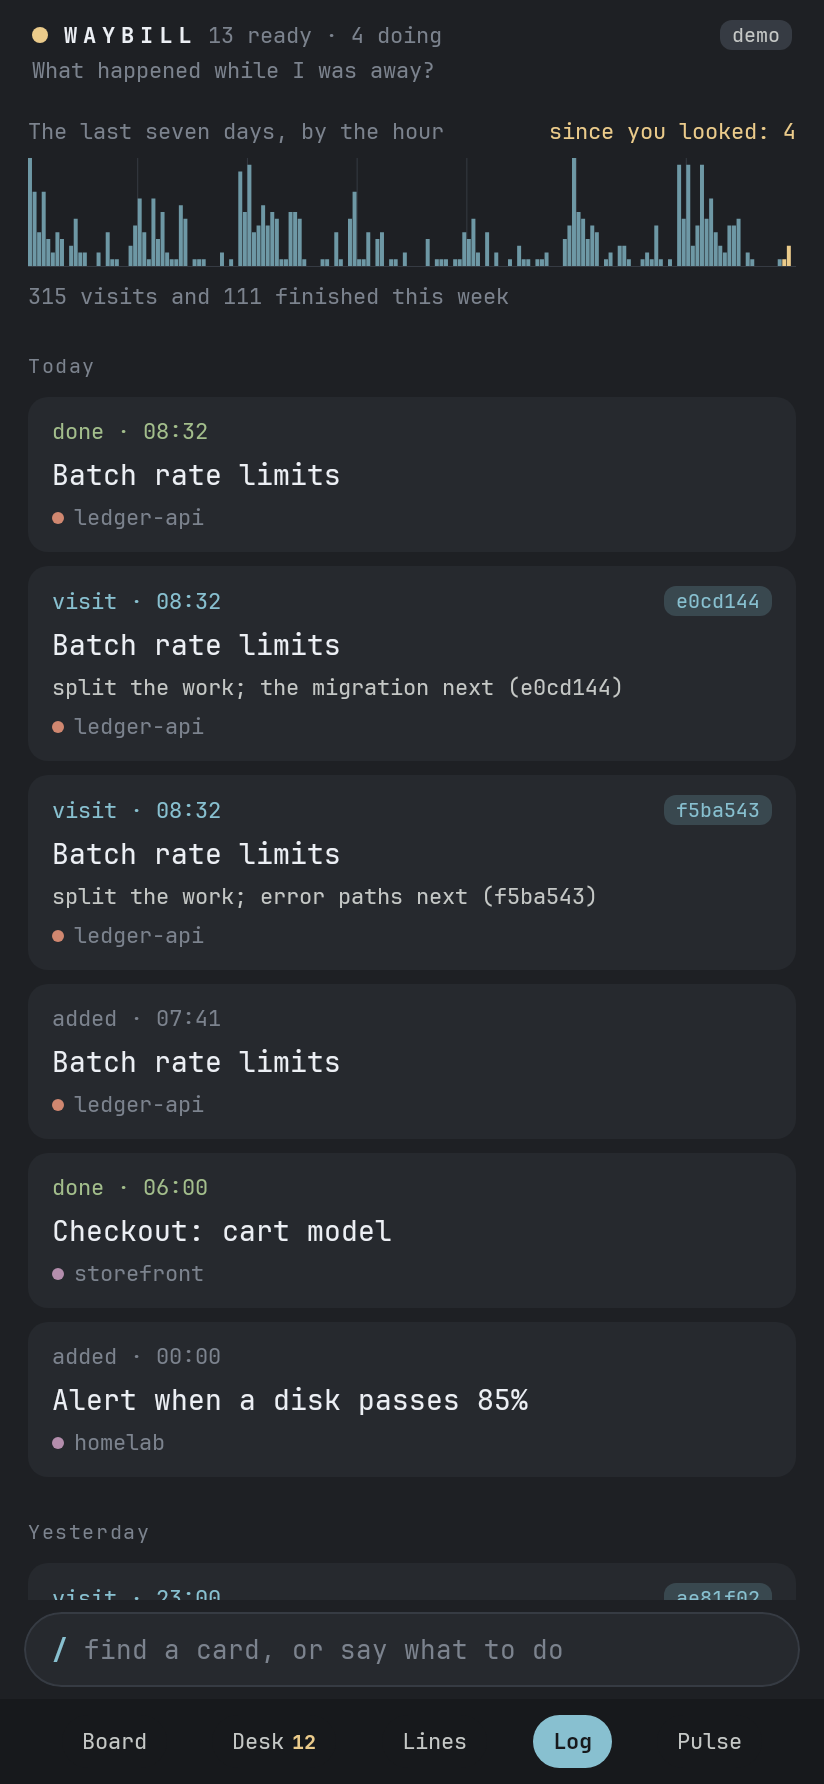 WAYBILL 13 ready · 4 doing demo
What happened while I was away?
The last seven days, by the hour since you looked: 4
315 visits and 111 finished this week
Today
done · 08:32
Batch rate limits
ledger-api
visit · 08:32 e0cd144
Batch rate limits
split the work; the migration next (e0cd144)
ledger-api
visit · 08:32 f5ba543
Batch rate limits
split the work; error paths next (f5ba543)
ledger-api
added · 07:41
Batch rate limits
ledger-api
done · 06:00
Checkout: cart model
storefront
added · 00:00
Alert when a disk passes 85%
homelab
Yesterday
visit · 23:00 ae81f02
/ find a card, or say what to do
Board Desk 12 Lines Log Pulse